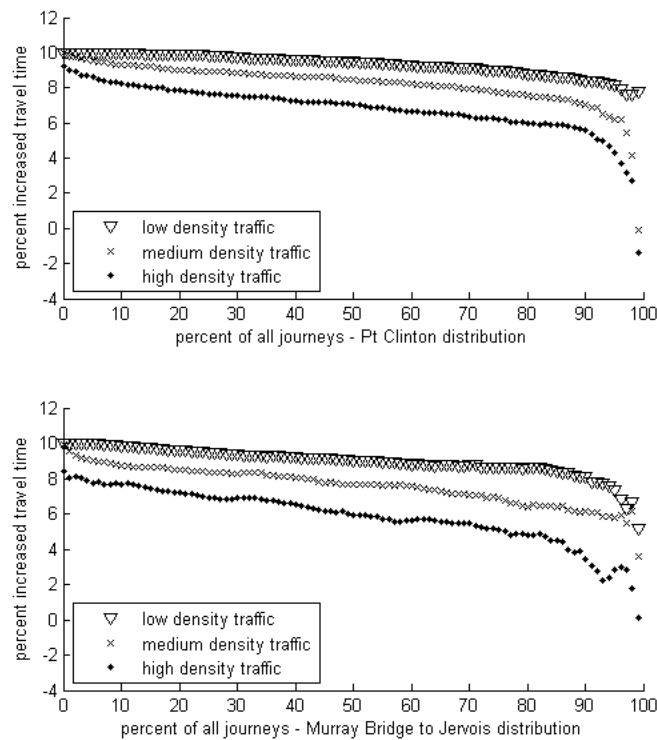 12
10
8
6
4
2
0
-2
-4
percent increased travel time
low density traffic
medium density traffic
high density traffic
0 10 20 30 40 50 60 70 80 90 100
percent of all journeys - Pt Clinton distribution
12
10
8
6
4
2
0
-2
-4
percent increased travel time
low density traffic
medium density traffic
high density traffic
0 10 20 30 40 50 60 70 80 90 100
percent of all journeys - Murray Bridge to Jervois distribution